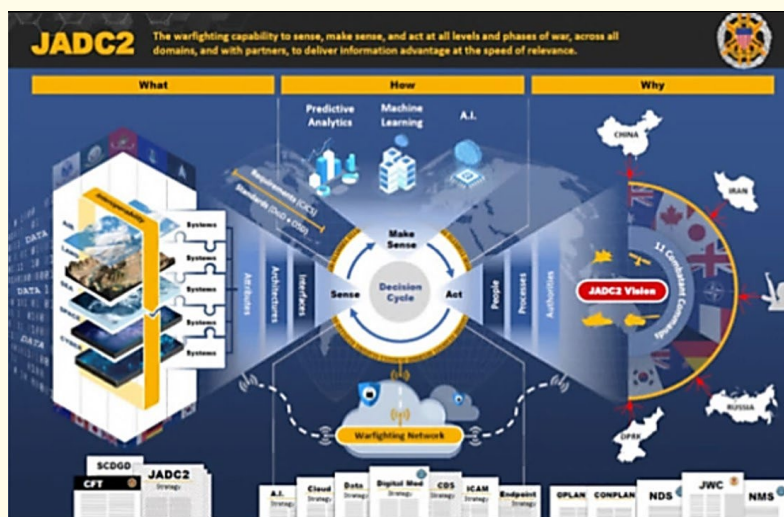 JADC2
The warfighting capability to sense, make sense, and act at all levels and phases of war, across all
domains, and with partners, to deliver information advantage at the speed of relevance.
What
How
Why
Predictive
Analytics
Machine
Learning
A.I.
Requirements (CJCS)
Standards (DoD + OSD)
Interoperability
AIR
LAND
SEA
SPACE
CYBER
Systems
Systems
Systems
Systems
Systems
DATA
DATA
DATA
Attributes
Architectures
Interfaces
Make
Sense
Sense
Decision
Cycle
Act
People
Processes
Authorities
JADC2 Vision
11 Combatant Commands
CHINA
IRAN
RUSSIA
DPRK
Warfighting Network
SCDGD
CFT
JADC2
Strategy
A.I.
Strategy
Cloud
Strategy
Data
Strategy
Digital Mod
Strategy
CDS
Strategy
ICAM
Strategy
Endpoint
Strategy
OPLAN
CONPLAN
NDS
JWC
NMS